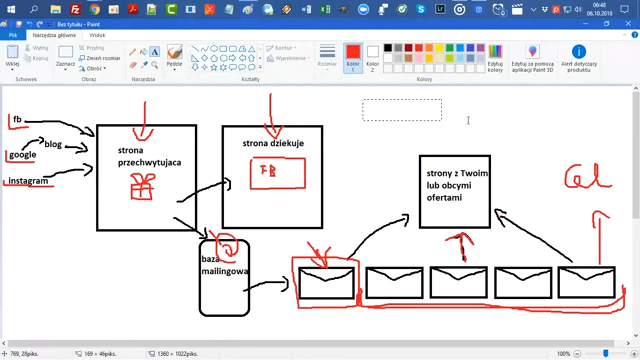 06:48
06.10.2018
Bez tytułu - Paint
Plik
Narzędzia główne
Widok
Wklej
Wytnij
Kopiuj
Schowek
Zaznacz
Przytnij
Zmień rozmiar
Obróć
Obraz
Narzędzia
Pędzle
Kontur
Wypełnienie
Kształty
Rozmiar
Kolor
1
Kolor
2
Kolory
Edytuj
kolory
Edytuj za pomocą
aplikacji Paint 3D
Alert dotyczący
produktu
fb
google
blog
instagram
strona
przechwytujaca
strona dziekuje
FB
baza
mailingowa
strony z Twoim
lub obcymi
ofertami
Cel
769, 28piks.
169 × 46piks.
1360 × 1022piks.
100%